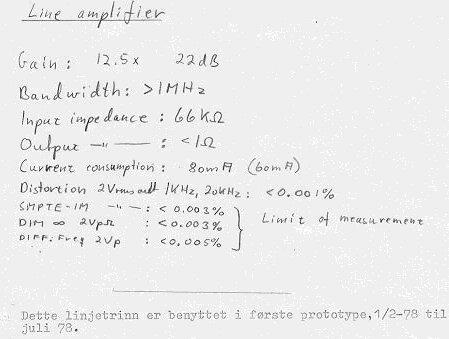 Line amplifier
Gain: 12.5x 22dB
Bandwidth: >1MHz
Input impedance: 66KΩ
Output -"- : <1Ω
Current consumption: 80mA (60mA)
Distortion 2Vrms out 1KHz, 20KHz: <0.001%
SMPTE-IM -"- : <0.003%
DIM ∞ 2Vp : <0.003% } Limit of measurement
DIFF. Freq 2Vp : <0.005%
Dette linjetrinn er benyttet i første prototype,1/2-78 til
juli 78.